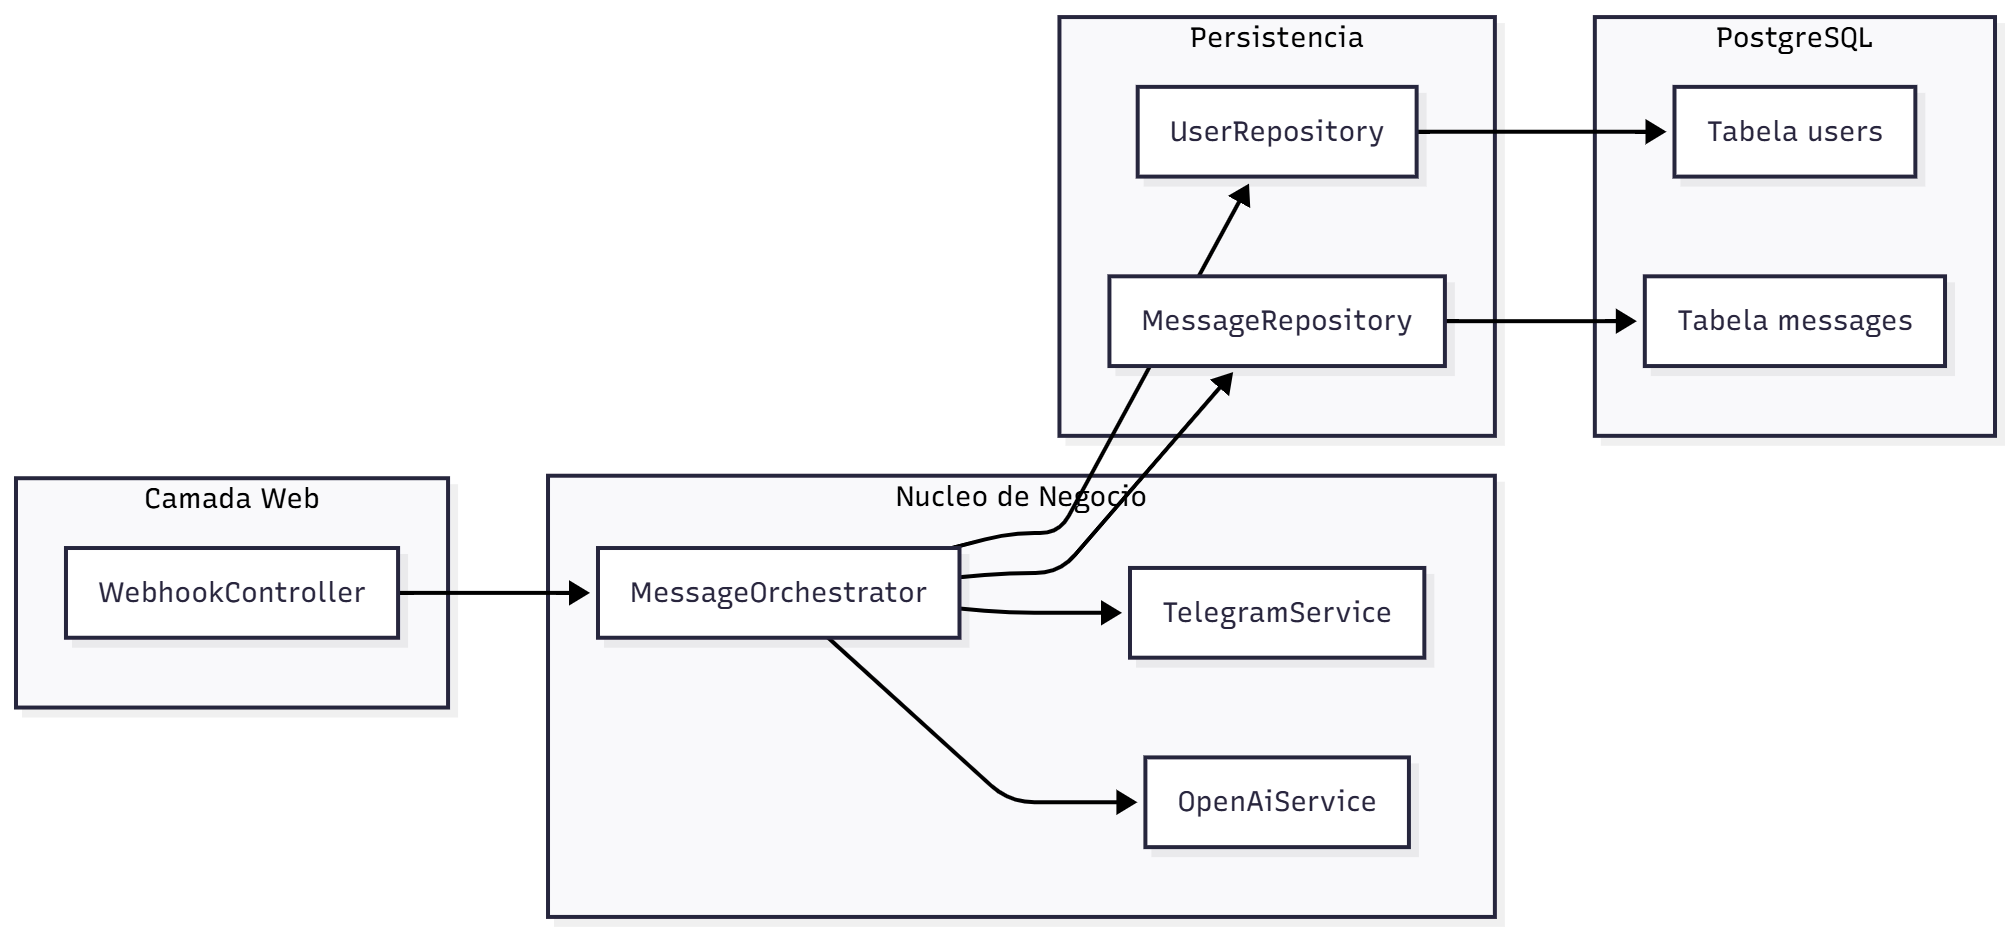 Persistencia
PostgreSQL
UserRepository
Tabela users
MessageRepository
Tabela messages
Camada Web
Nucleo de Negocio
WebhookController
MessageOrchestrator
TelegramService
OpenAiService